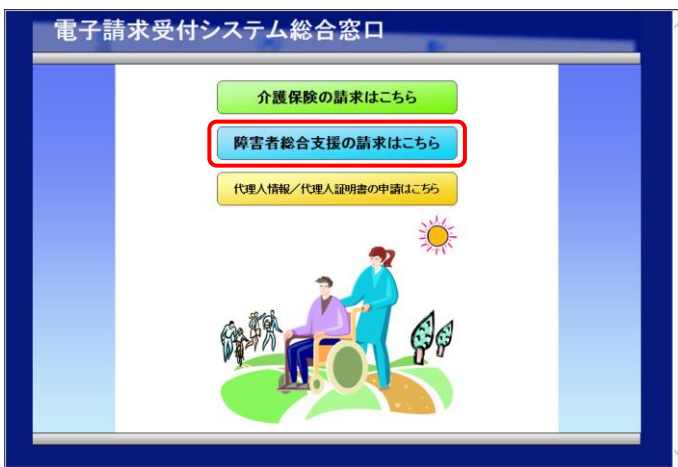 電子請求受付システム総合窓口
介護保険の請求はこちら
障害者総合支援の請求はこちら
代理人情報/代理人証明書の申請はこちら